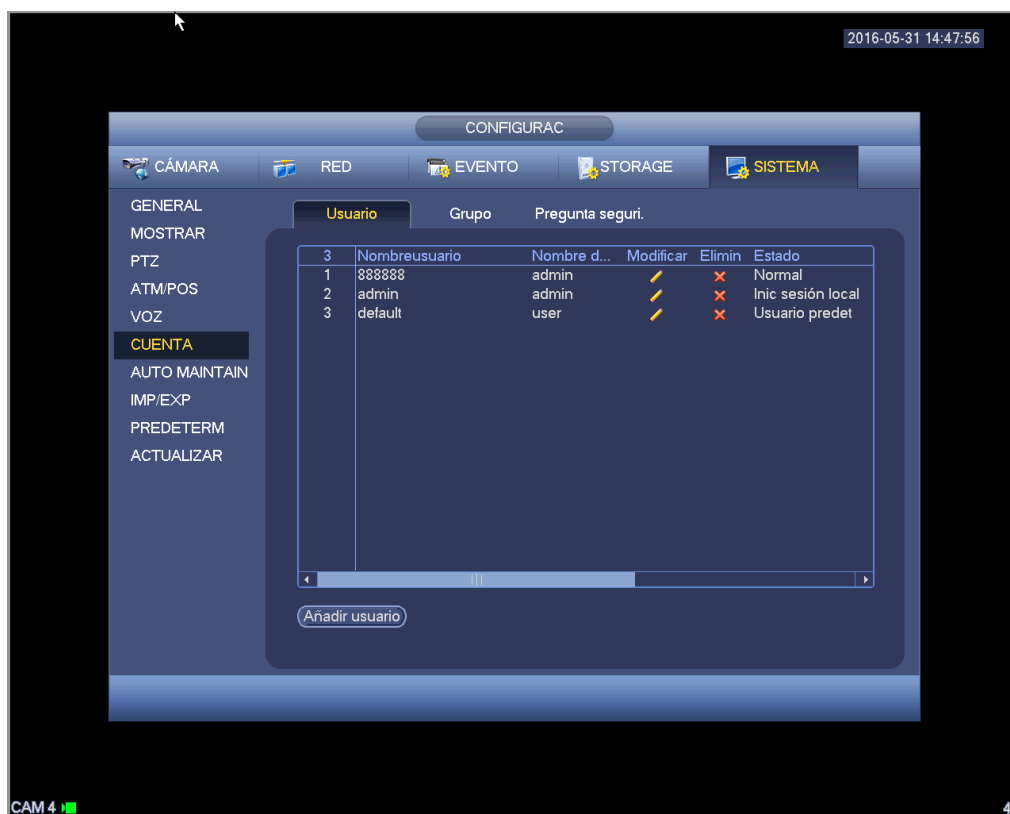 2016-05-31 14:47:56
CONFIGURAC
CÁMARA RED EVENTO STORAGE SISTEMA
GENERAL
MOSTRAR
PTZ
ATM/POS
VOZ
CUENTA
AUTO MAINTAIN
IMP/EXP
PREDETERM
ACTUALIZAR
Usuario Grupo Pregunta seguri.
3 Nombreusuario Nombre d... Modificar Elimin Estado
1 888888 admin Normal
2 admin admin Inic sesión local
3 default user Usuario predet
Añadir usuario
CAM 4
4